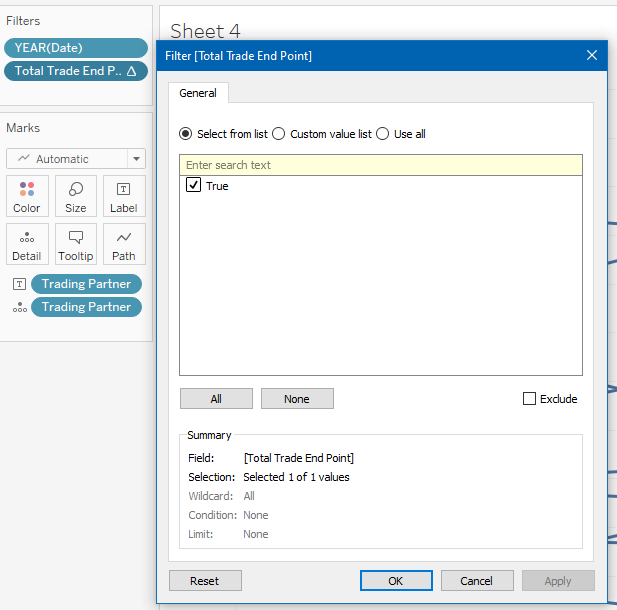 Filters
YEAR(Date)
Total Trade End P.. Δ
Marks
Automatic
Color Size Label
Detail Tooltip Path
Trading Partner
Trading Partner
Sheet 4
Filter [Total Trade End Point]
General
Select from list Custom value list Use all
Enter search text
True
All None Exclude
Summary
Field: [Total Trade End Point]
Selection: Selected 1 of 1 values
Wildcard: All
Condition: None
Limit: None
Reset OK Cancel Apply